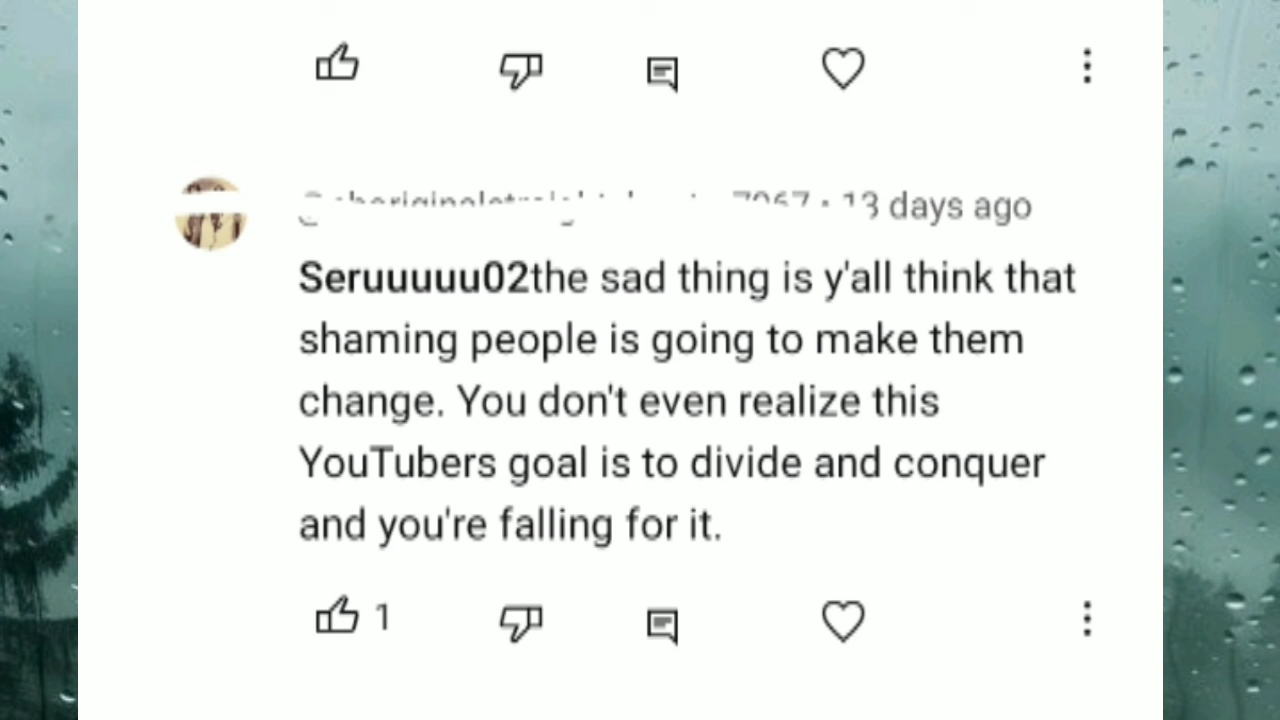 13 days ago
Seruuuuu02the sad thing is y'all think that
shaming people is going to make them
change. You don't even realize this
YouTubers goal is to divide and conquer
and you're falling for it.
1